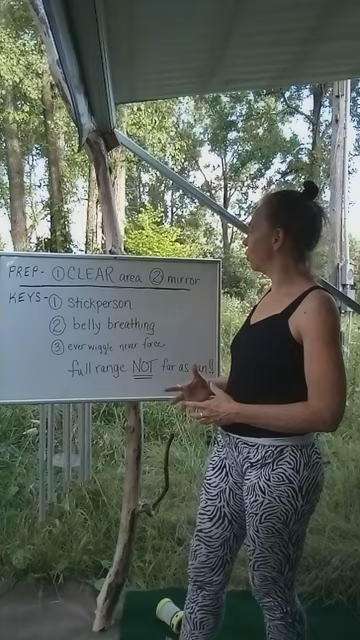 PREP- ① CLEAR area ② mirror
KEYS- ① Stickperson
② belly breathing
③ ever wiggle never force
full range NOT far as can!!